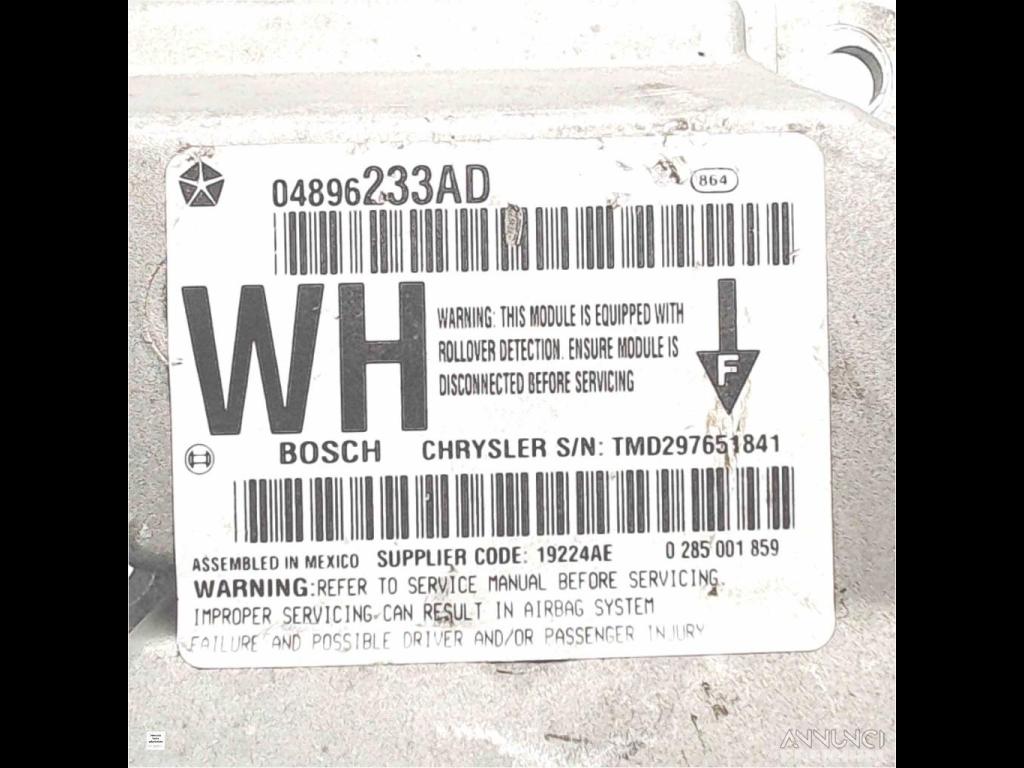 04896233AD
864
WH
WARNING: THIS MODULE IS EQUIPPED WITH
ROLLOVER DETECTION. ENSURE MODULE IS
DISCONNECTED BEFORE SERVICING
F
BOSCH CHRYSLER S/N: TMD297651841
ASSEMBLED IN MEXICO SUPPLIER CODE: 19224AE 0 285 001 859
WARNING:REFER TO SERVICE MANUAL BEFORE SERVICING.
IMPROPER SERVICING CAN RESULT IN AIRBAG SYSTEM
FAILURE AND POSSIBLE DRIVER AND/OR PASSENGER INJURY
ANNUNCI